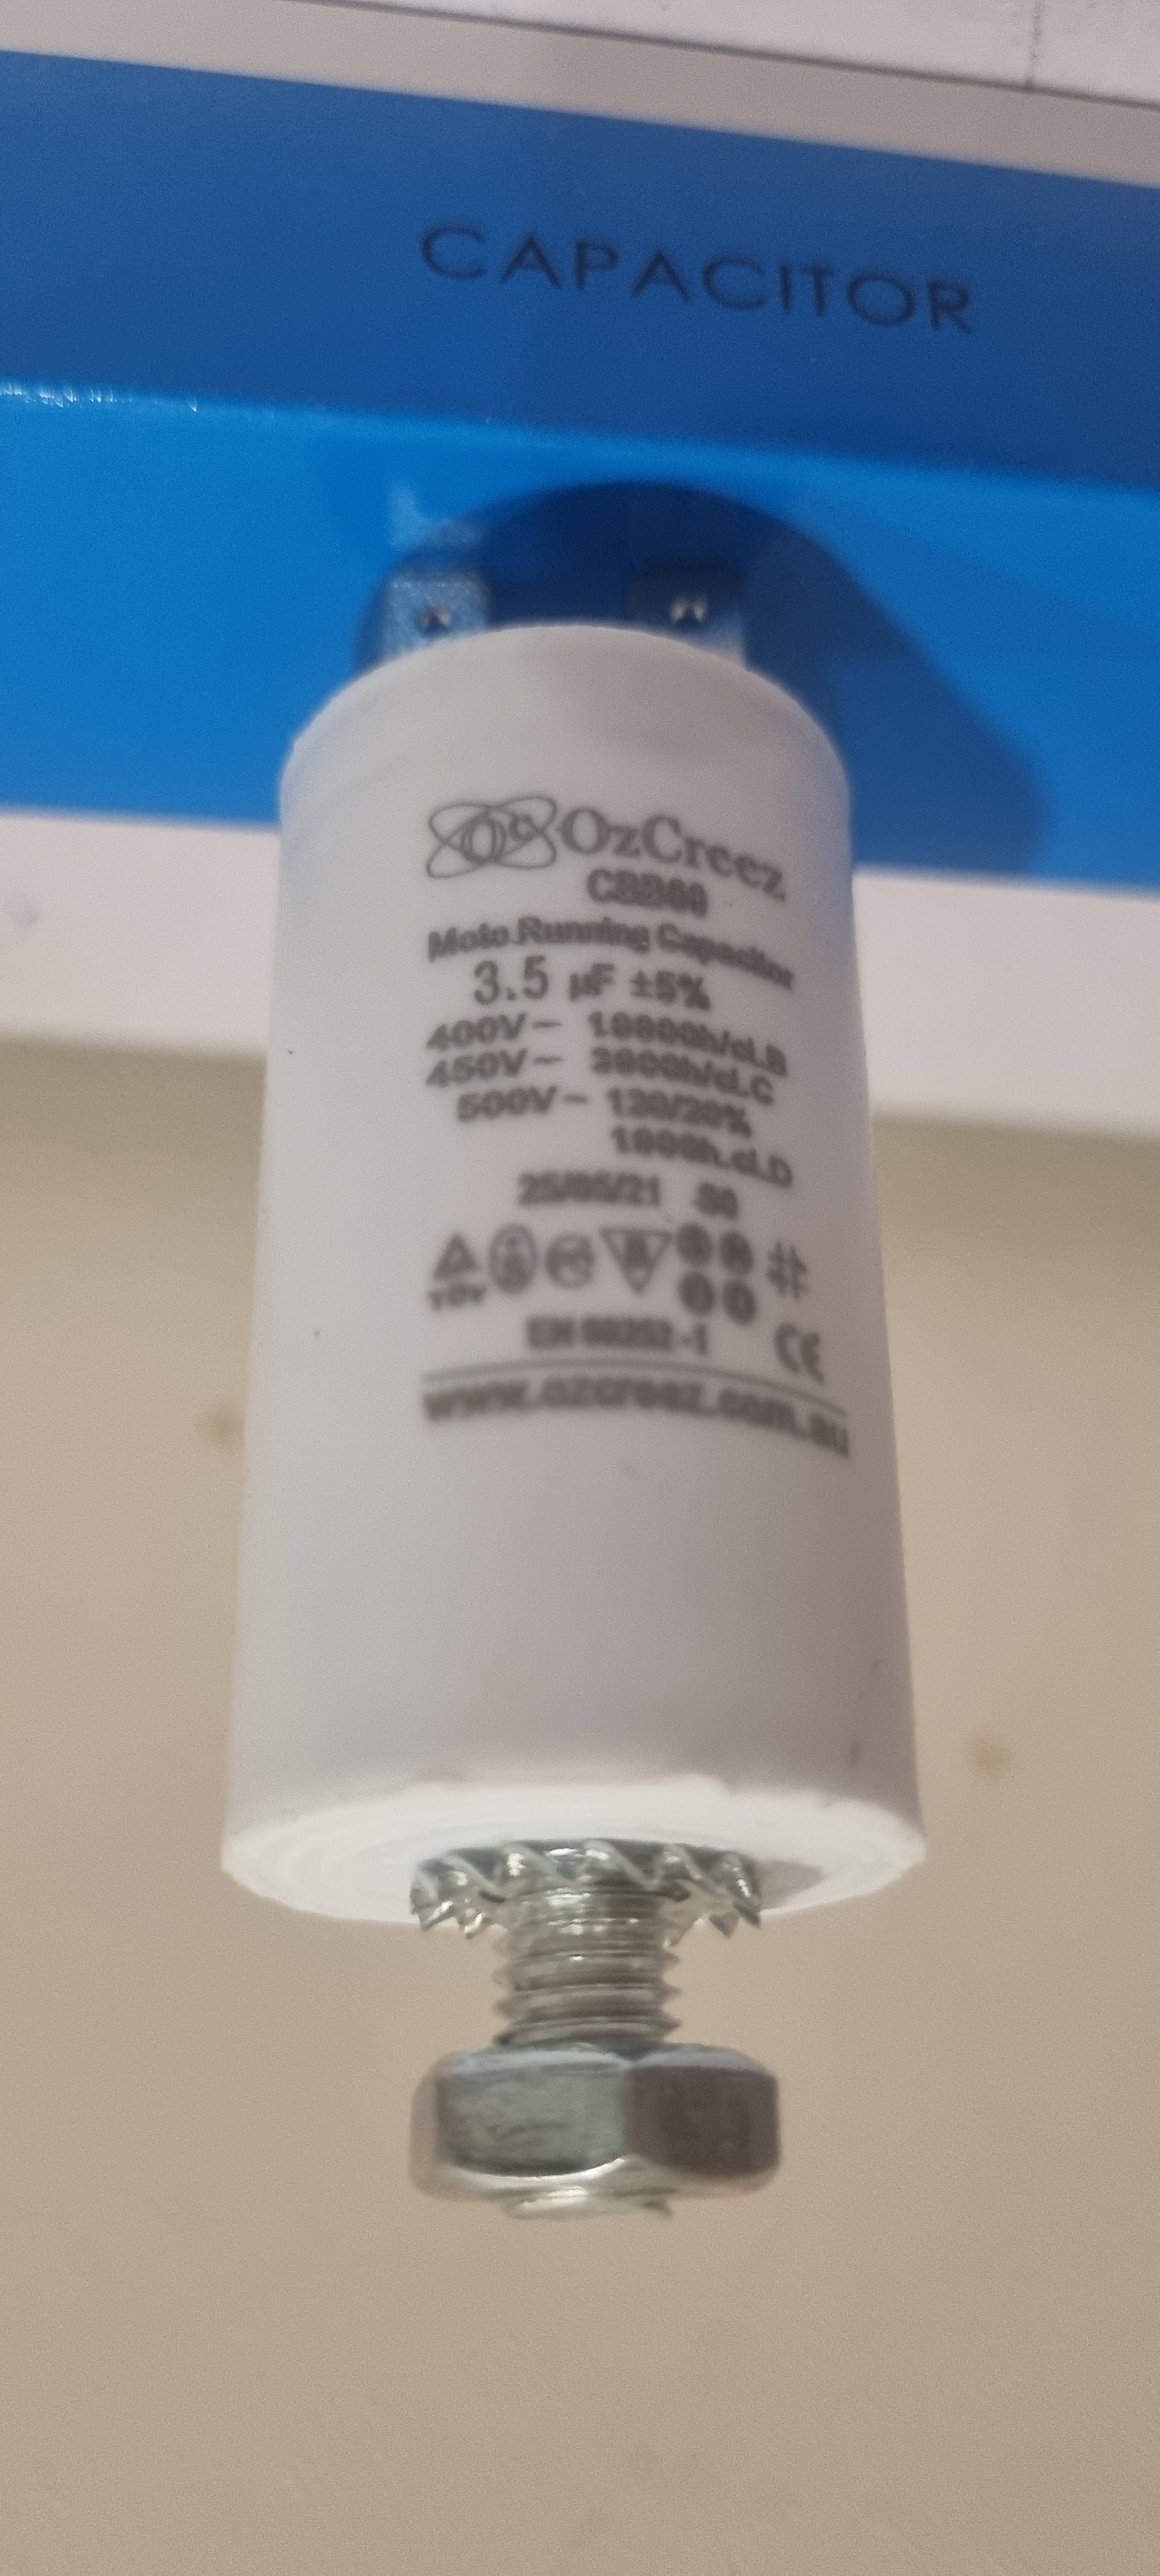 CAPACITOR
OzCreez
CBB60
Moto.Running Capacitor
3.5 µF ±5%
400V~ 10000h/cl.B
450V~ 3000h/cl.C
500V~
1000h.cl.D
25/05/21
EN 60252-1 CE
www.ozcreez.com.au